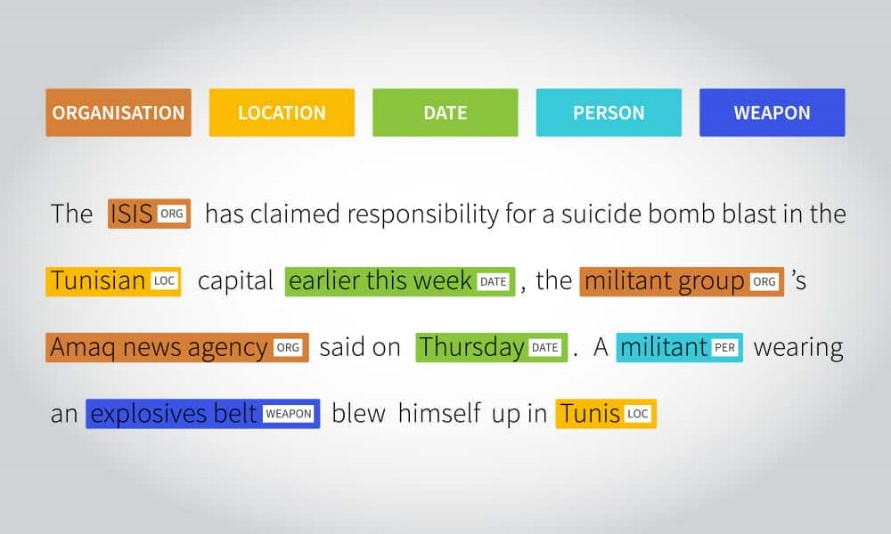 ORGANISATION LOCATION DATE PERSON WEAPON
The ISIS ORG has claimed responsibility for a suicide bomb blast in the
Tunisian LOC capital earlier this week DATE , the militant group ORG 's
Amaq news agency ORG said on Thursday DATE . A militant PER wearing
an explosives belt WEAPON blew himself up in Tunis LOC